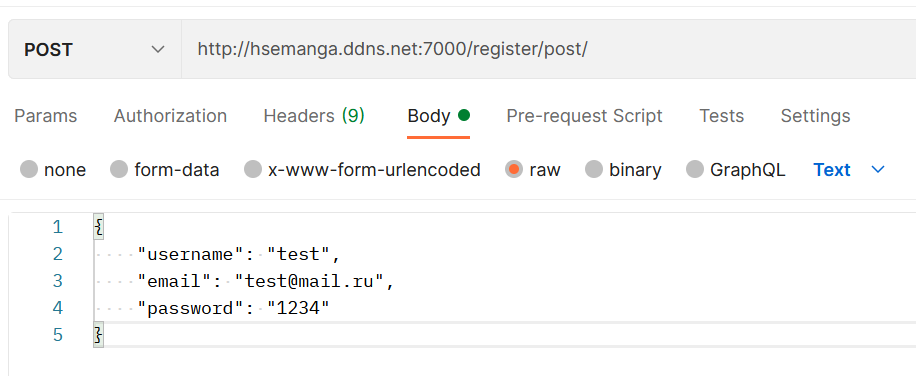 POST http://hsemanga.ddns.net:7000/register/post/
Params Authorization Headers (9) Body Pre-request Script Tests Settings
none form-data x-www-form-urlencoded raw binary GraphQL Text
1 {
2 "username": "test",
3 "email": "test@mail.ru",
4 "password": "1234"
5 }